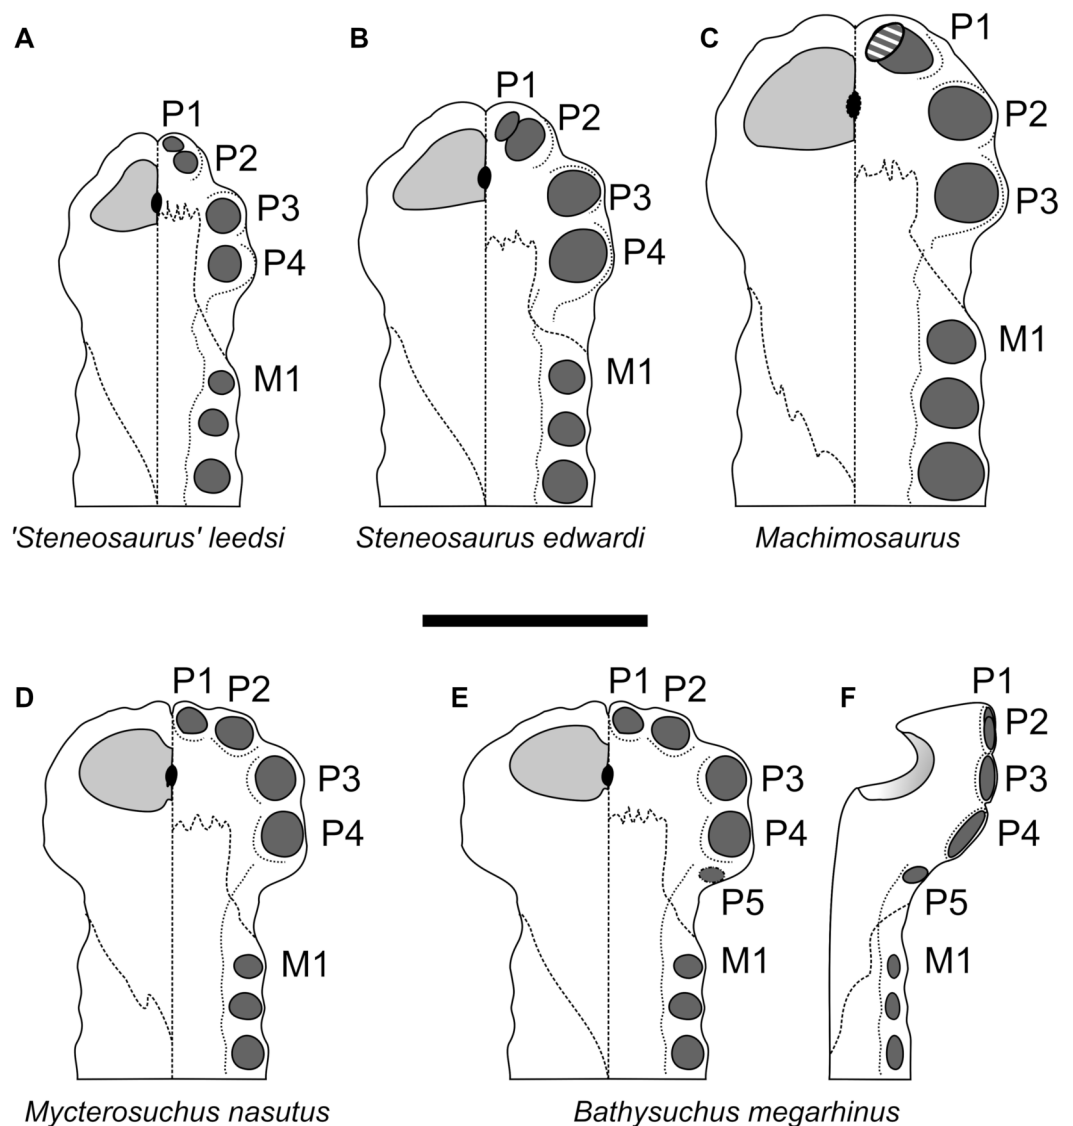 A
B
C
P1
P2
P3
P4
M1
P1
P2
P3
P4
M1
P1
P2
P3
M1
'Steneosaurus' leedsi
Steneosaurus edwardi
Machimosaurus
D
E
F
P1
P2
P3
P4
M1
P1
P2
P3
P4
P5
M1
P1
P2
P3
P4
P5
M1
Mycterosuchus nasutus
Bathysuchus megarhinus